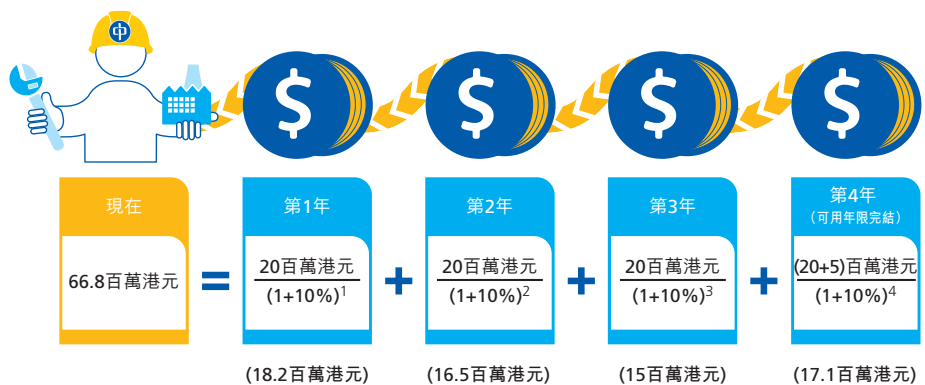 中
$ $ $ $
現在
66.8百萬港元
=
第1年
20百萬港元
(1+10%)1
(18.2百萬港元)
+
第2年
20百萬港元
(1+10%)2
(16.5百萬港元)
+
第3年
20百萬港元
(1+10%)3
(15百萬港元)
+
第4年
(可用年限完結)
(20+5)百萬港元
(1+10%)4
(17.1百萬港元)